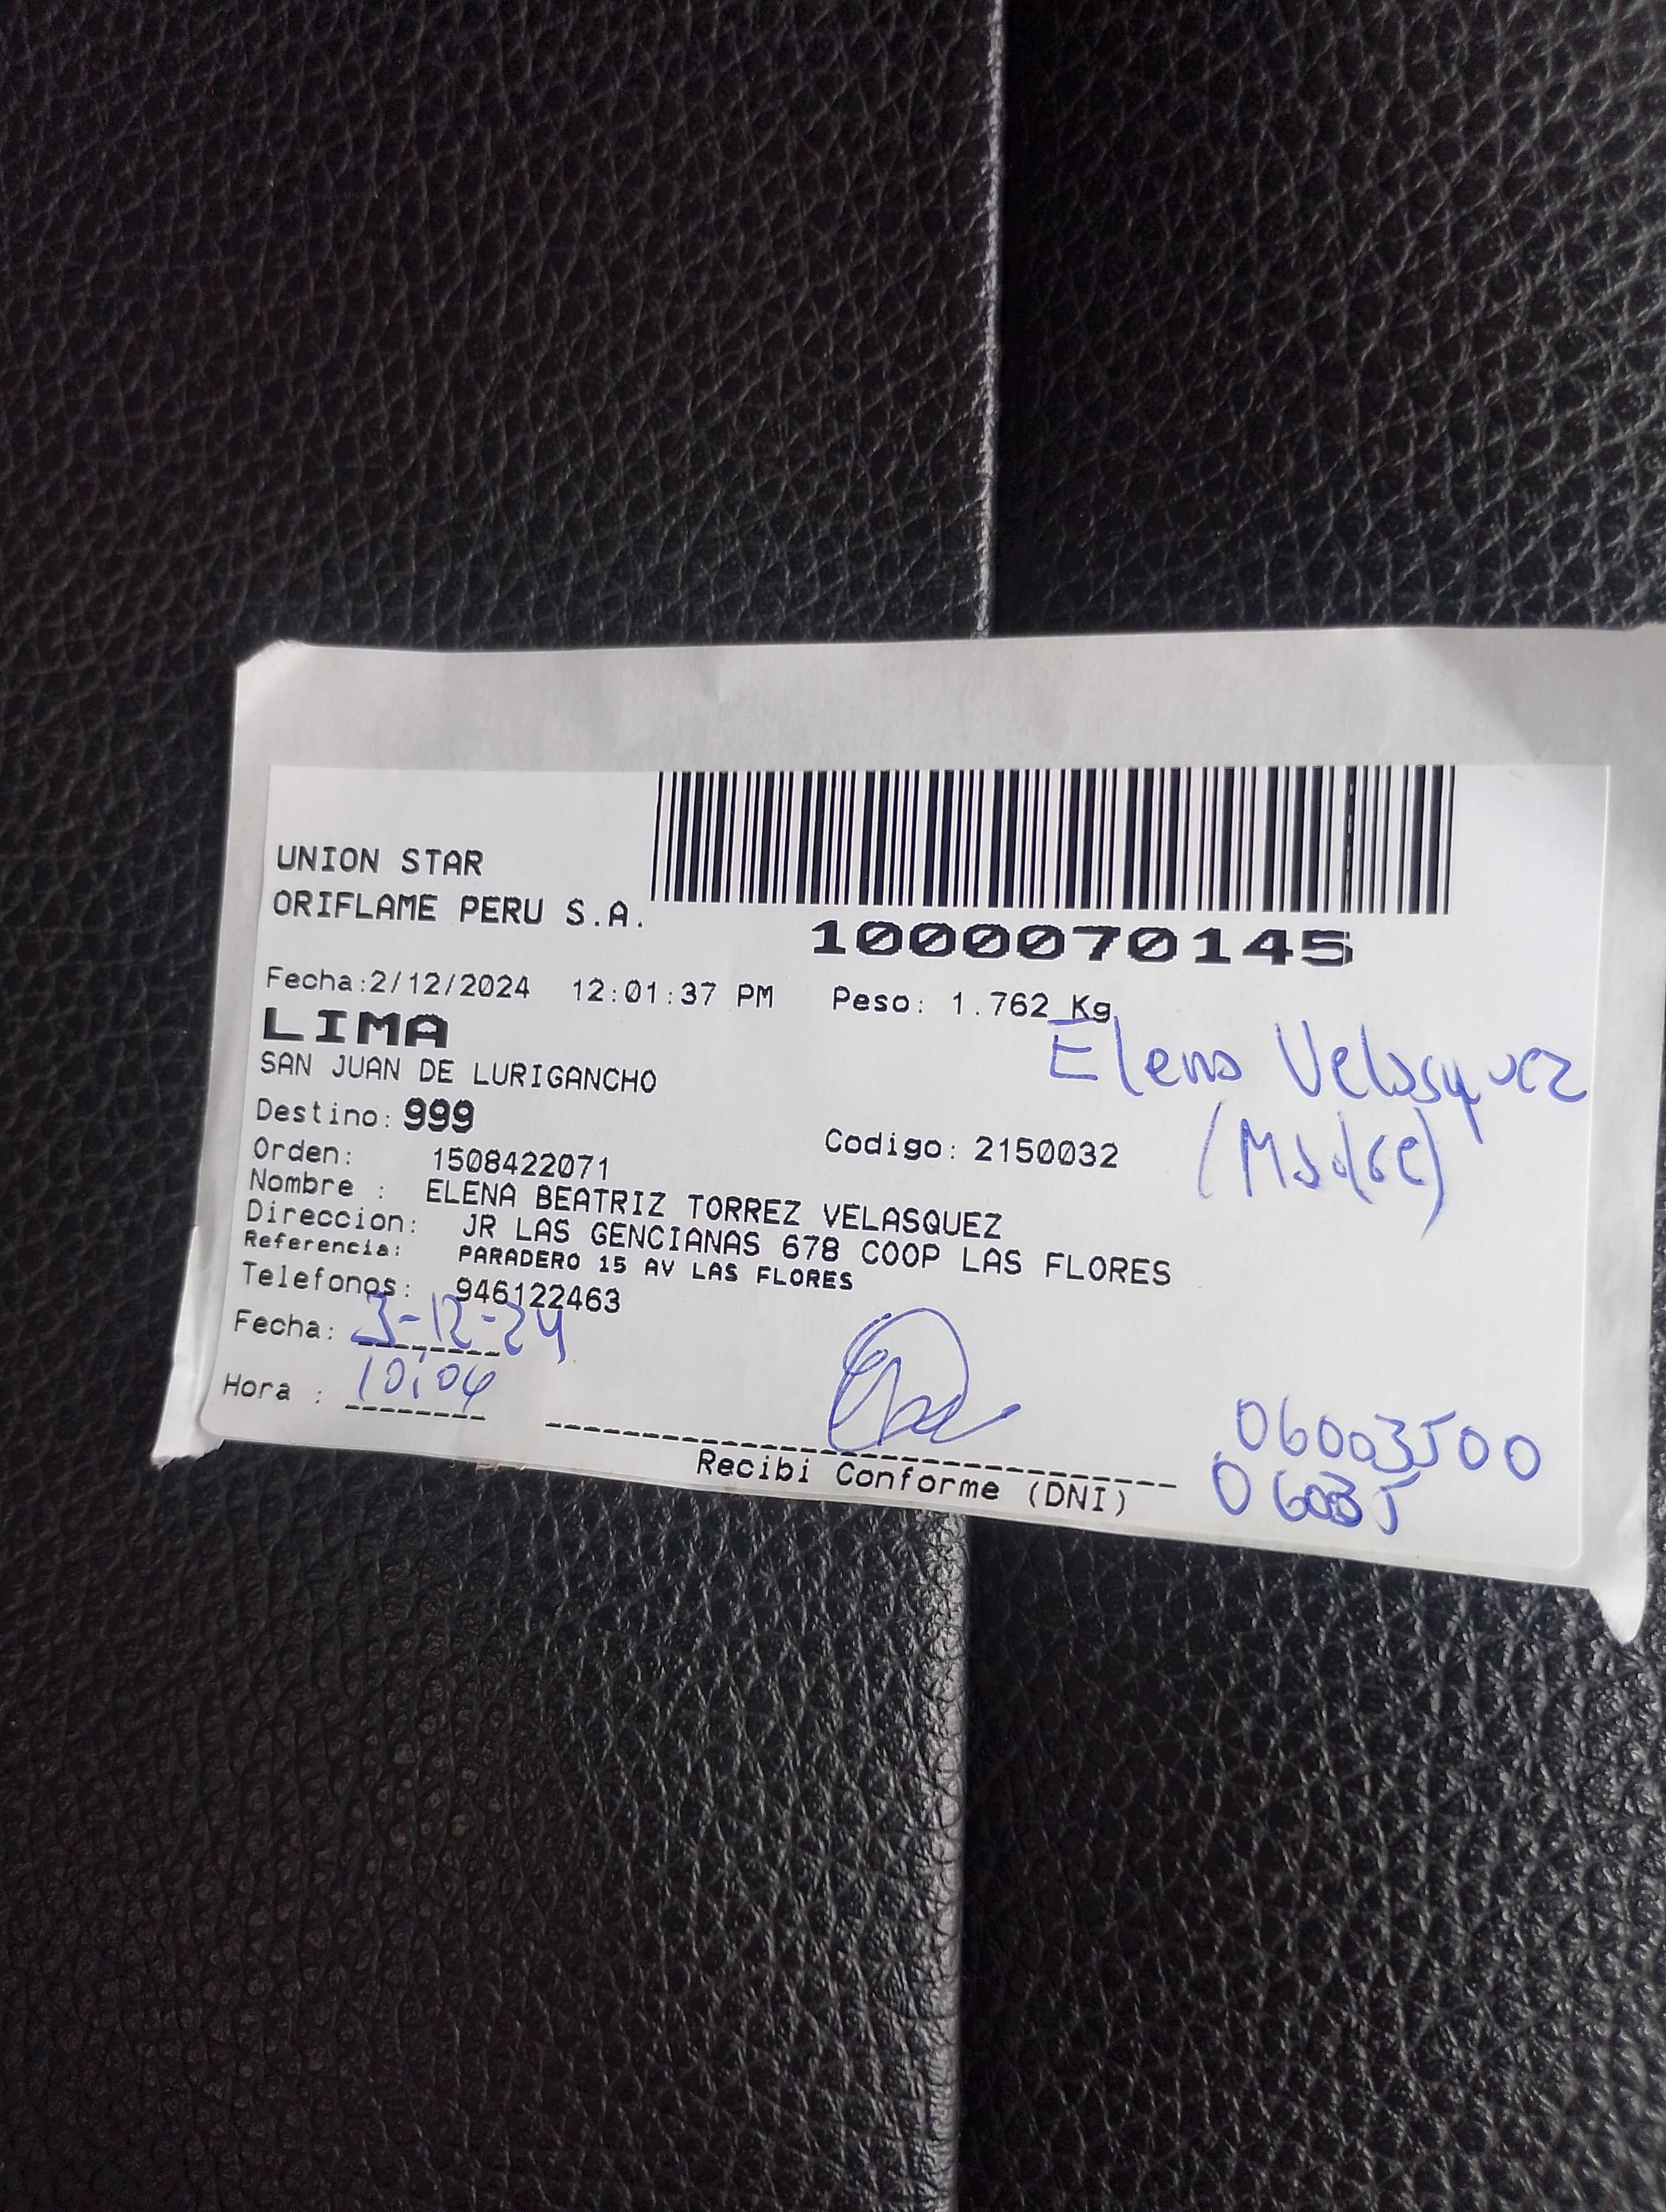 UNION STAR
ORIFLAME PERU S.A.
1000070145
Fecha:2/12/2024 12:01:37 PM Peso: 1.762 Kg
LIMA
SAN JUAN DE LURIGANCHO
Elena Velasquez
(Madre)
Destino: 999
Codigo: 2150032
Orden: 1508422071
Nombre : ELENA BEATRIZ TORREZ VELASQUEZ
Direccion: JR LAS GENCIANAS 678 COOP LAS FLORES
Referencia: PARADERO 15 AV LAS FLORES
Telefonos: 946122463
Fecha: 3-12-24
Hora : 10:04
06003500
Recibi Conforme (DNI)